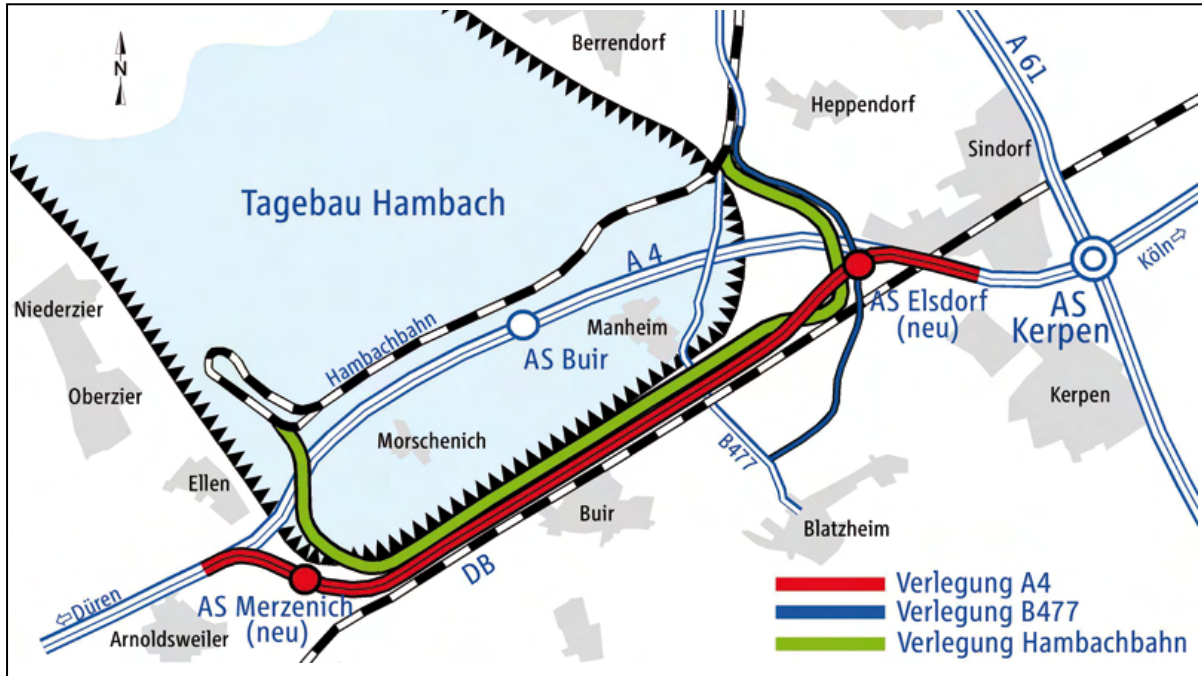 N
Berrendorf
A 61
Heppendorf
Sindorf
Tagebau Hambach
A 4
Köln
Niederzier
Hambachbahn
AS Buir
Manheim
AS Elsdorf
(neu)
AS
Kerpen
Oberzier
Kerpen
Morschenich
B477
Ellen
Buir
Blatzheim
DB
Düren
AS Merzenich
(neu)
Arnoldsweiler
Verlegung A4
Verlegung B477
Verlegung Hambachbahn